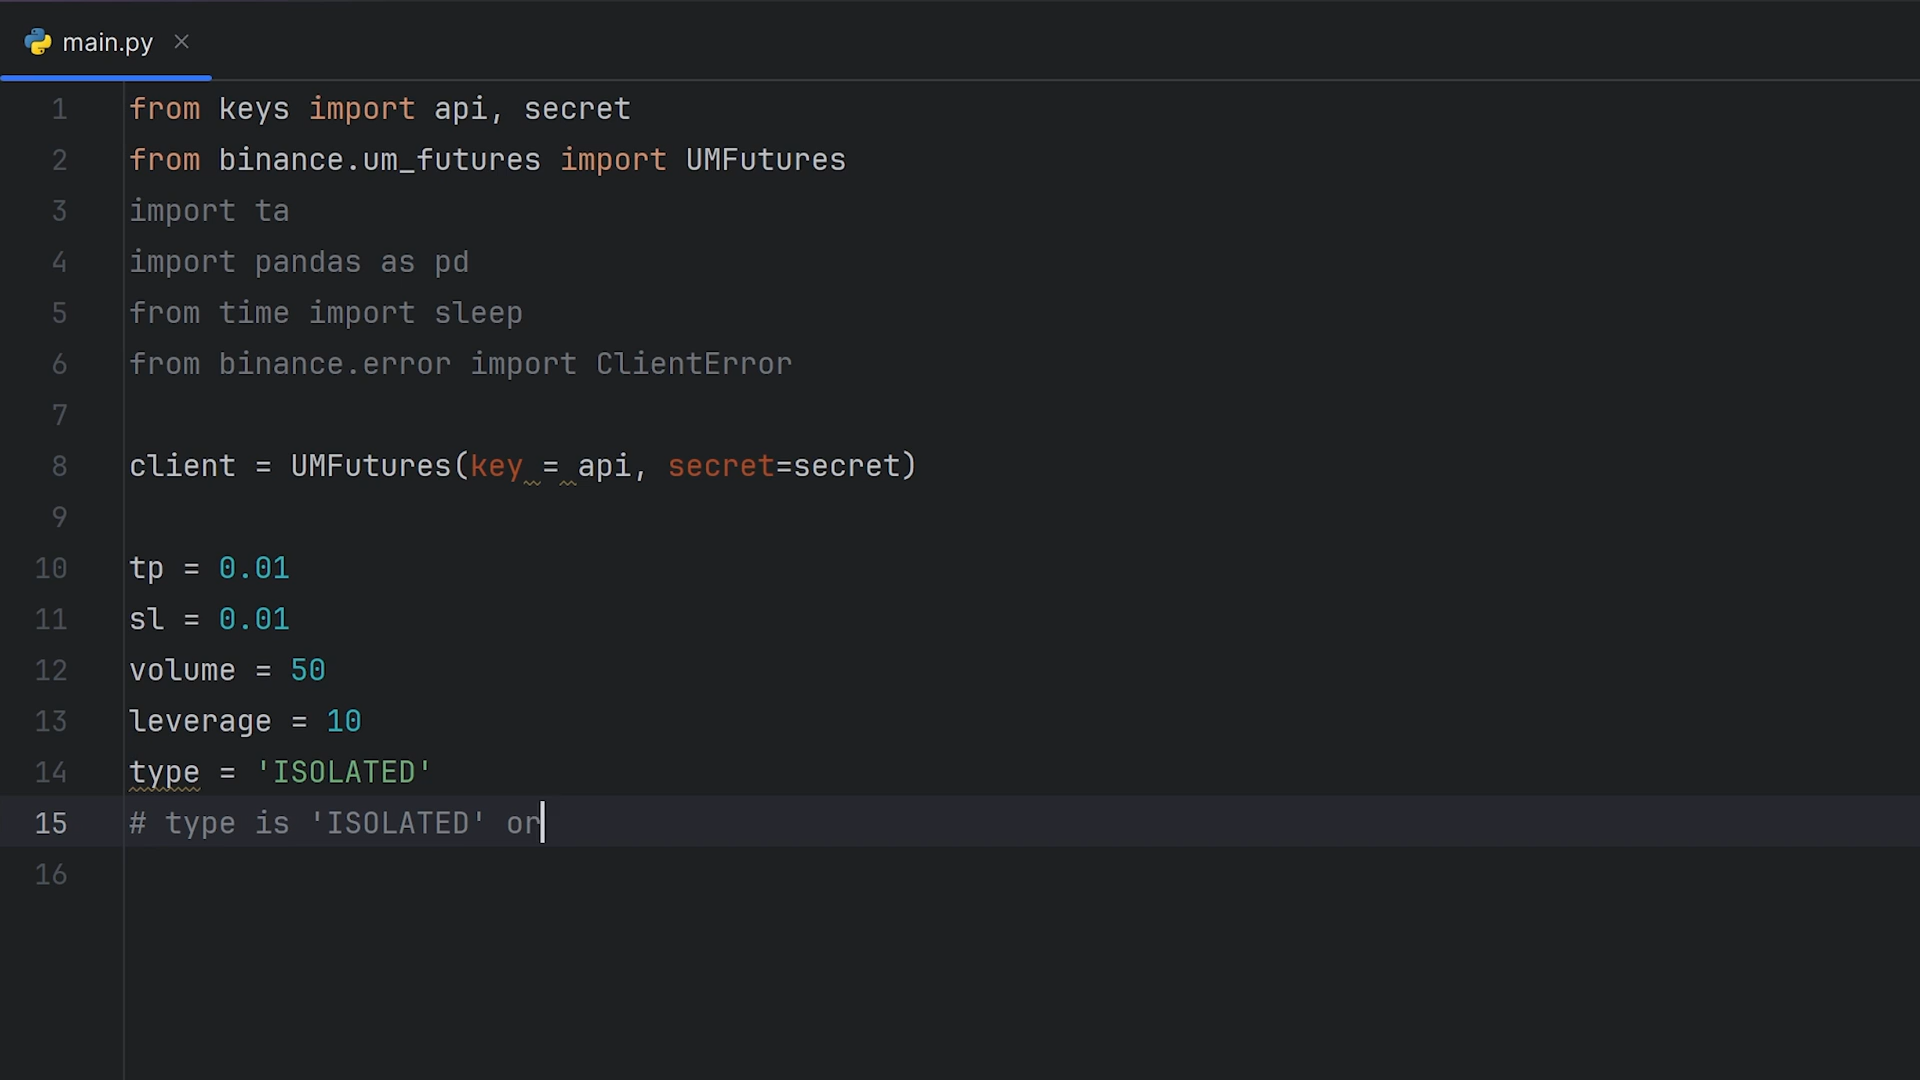 main.py
1 from keys import api, secret
2 from binance.um_futures import UMFutures
3 import ta
4 import pandas as pd
5 from time import sleep
6 from binance.error import ClientError
7
8 client = UMFutures(key = api, secret=secret)
9
10 tp = 0.01
11 sl = 0.01
12 volume = 50
13 leverage = 10
14 type = 'ISOLATED'
15 # type is 'ISOLATED' or
16